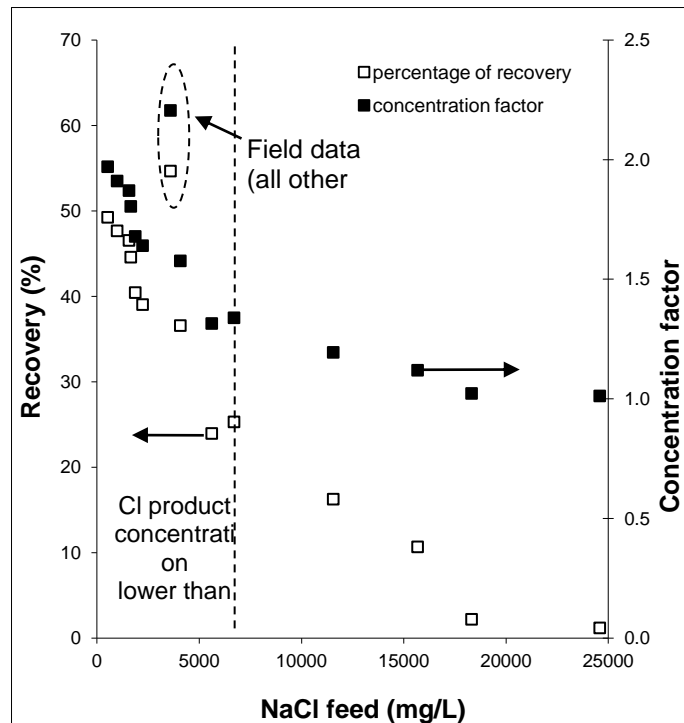 70
60
50
40
30
20
10
0
Recovery (%)
2.5
2.0
1.5
1.0
0.5
0.0
Concentration factor
percentage of recovery
concentration factor
Field data
(all other
Cl product
concentrati
on
lower than
0 5000 10000 15000 20000 25000
NaCl feed (mg/L)